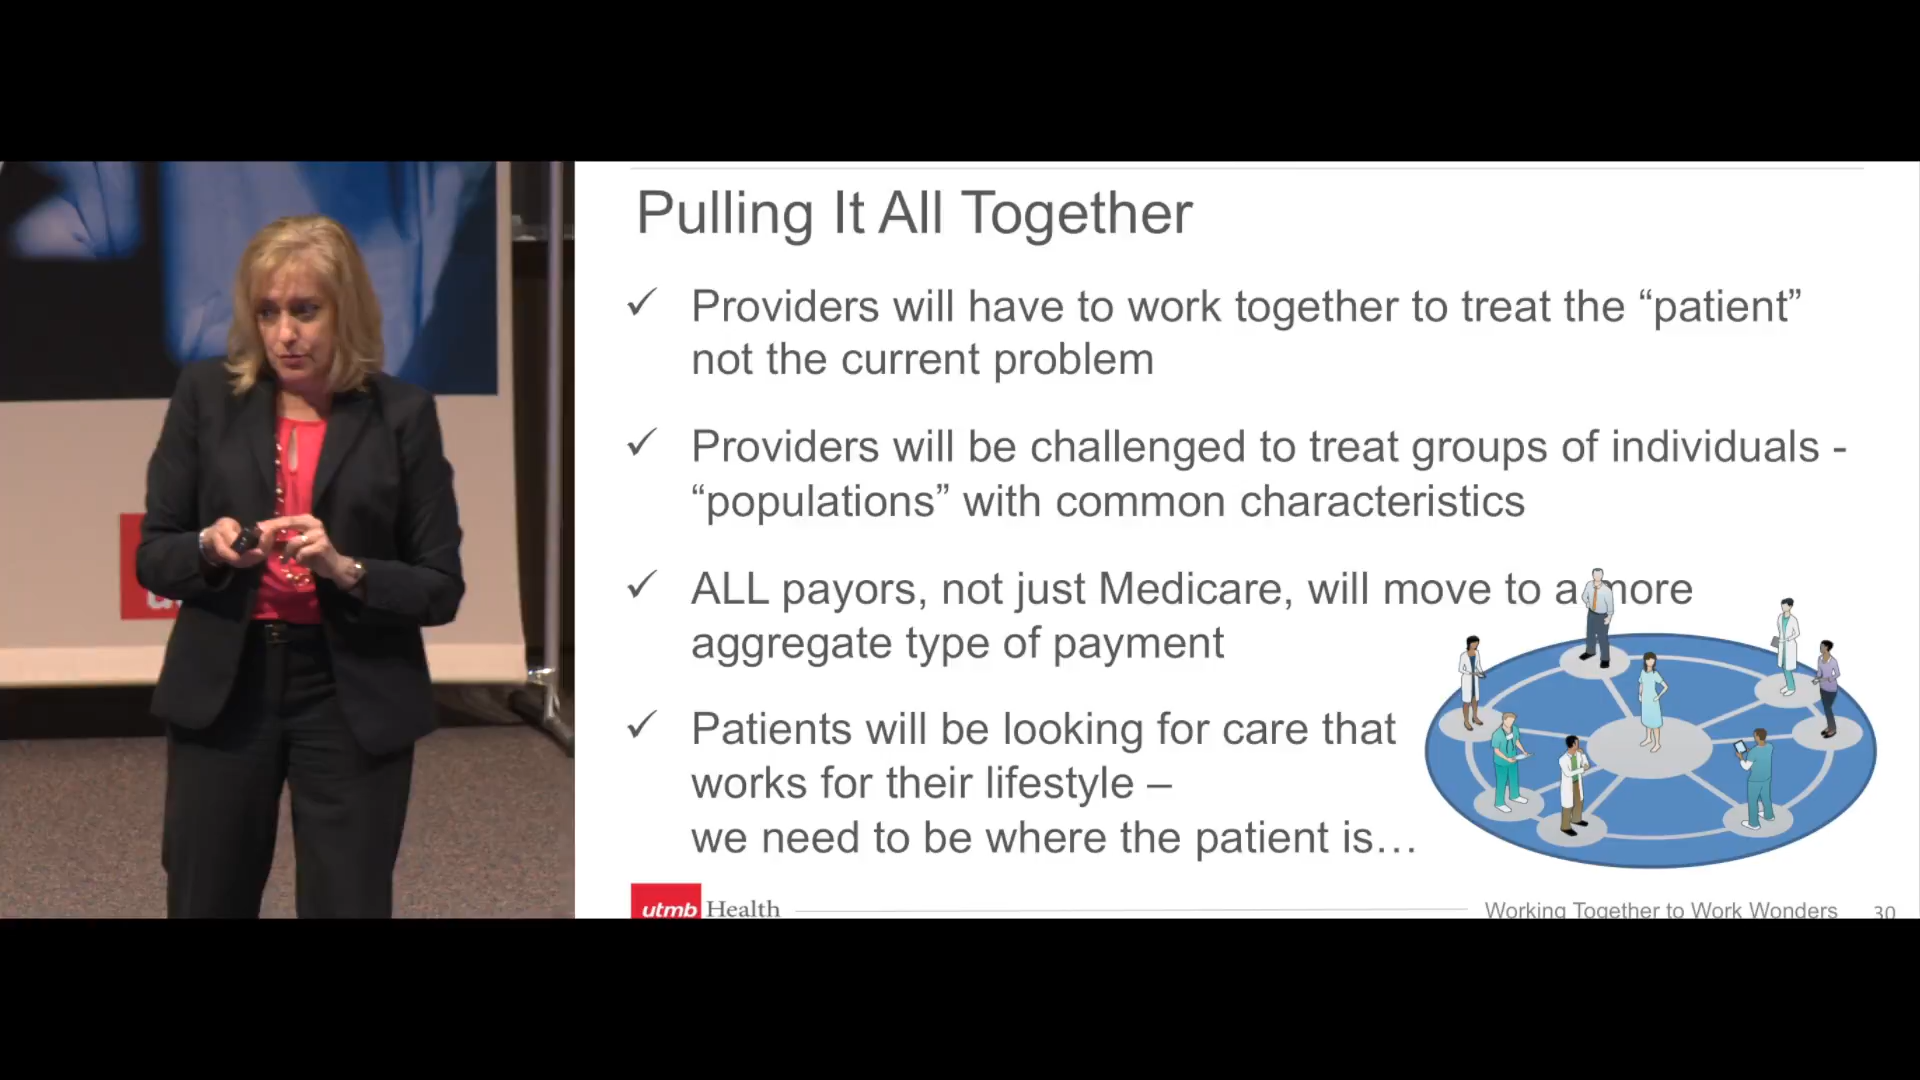 Pulling It All Together
✓ Providers will have to work together to treat the “patient”
not the current problem
✓ Providers will be challenged to treat groups of individuals -
“populations” with common characteristics
✓ ALL payors, not just Medicare, will move to a more
aggregate type of payment
✓ Patients will be looking for care that
works for their lifestyle –
we need to be where the patient is…
utmb Health
Working Together to Work Wonders 30